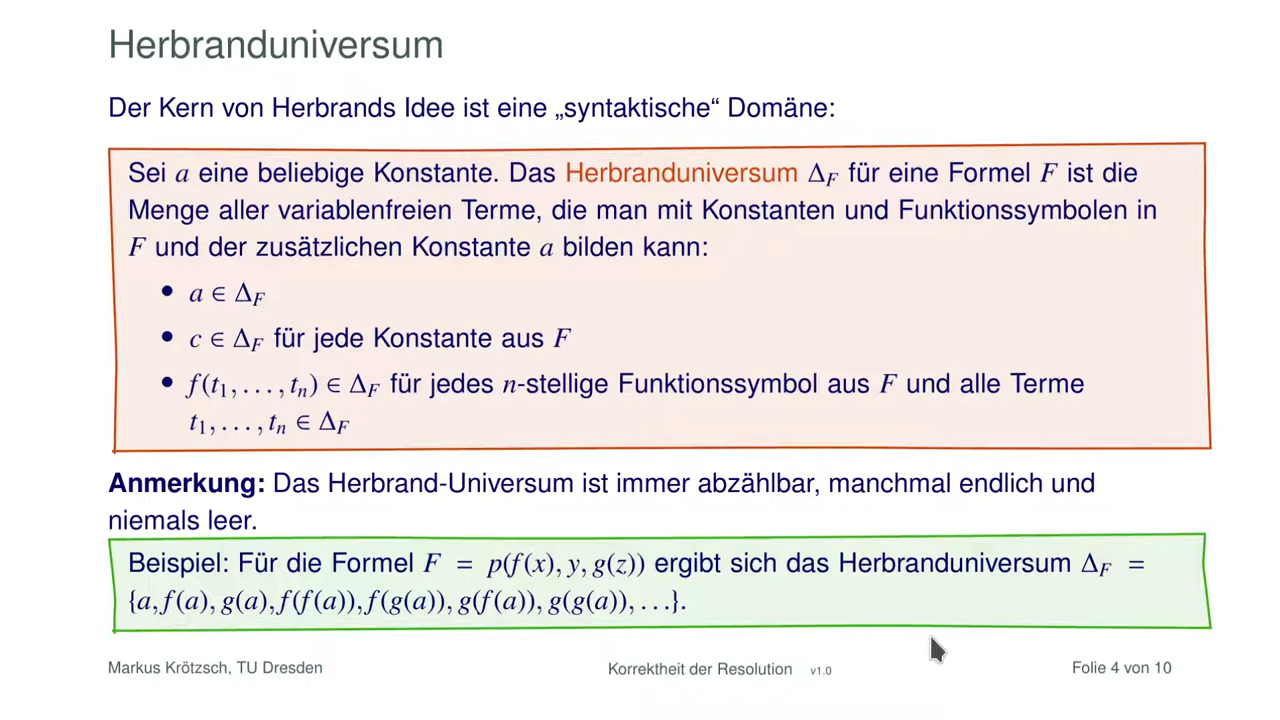 Herbranduniversum
Der Kern von Herbrands Idee ist eine „syntaktische“ Domäne:
Sei a eine beliebige Konstante. Das Herbranduniversum Δ_F für eine Formel F ist die
Menge aller variablenfreien Terme, die man mit Konstanten und Funktionssymbolen in
F und der zusätzlichen Konstante a bilden kann:
• a ∈ Δ_F
• c ∈ Δ_F für jede Konstante aus F
• f(t₁, . . . , tₙ) ∈ Δ_F für jedes n-stellige Funktionssymbol aus F und alle Terme
t₁, . . . , tₙ ∈ Δ_F
Anmerkung: Das Herbrand-Universum ist immer abzählbar, manchmal endlich und
niemals leer.
Beispiel: Für die Formel F = p(f(x), y, g(z)) ergibt sich das Herbranduniversum Δ_F =
{a, f(a), g(a), f(f(a)), f(g(a)), g(f(a)), g(g(a)), . . .}.
Markus Krötzsch, TU Dresden Korrektheit der Resolution v1.0 Folie 4 von 10